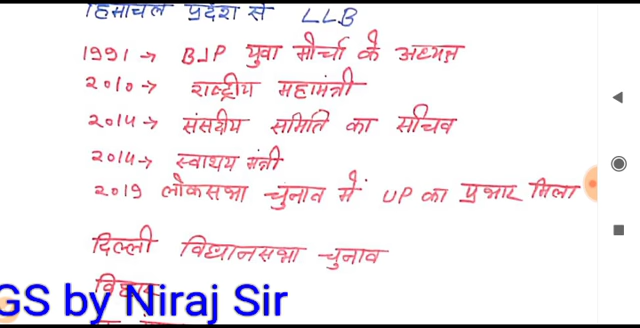 हिमाचल प्रदेश से LLB
1991→ BJP युवा मोर्चा के अध्यक्ष
2010→ राष्ट्रीय महामंत्री
2014→ संसदीय समिति का सचिव
2014→ स्वाथय मंत्री
2019 लोकसभा चुनाव में UP का प्रभार मिला
दिल्ली विधानसभा चुनाव
GS by Niraj Sir